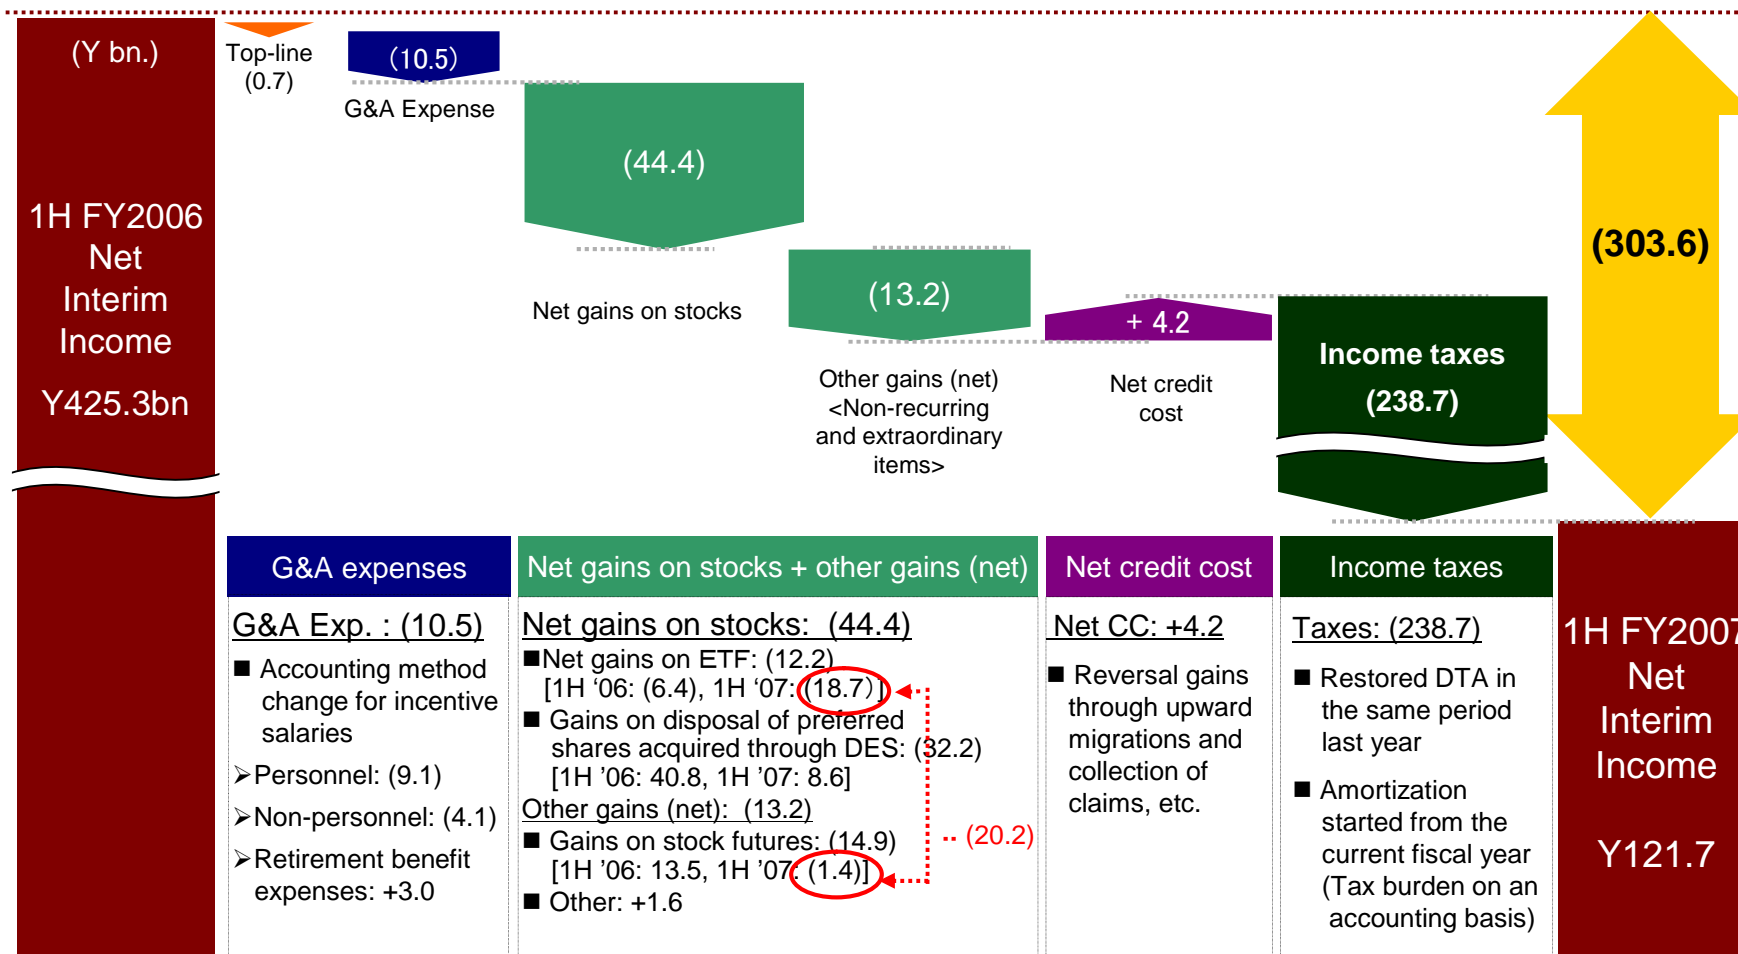 (Y bn.)
1H FY2006
Net
Interim
Income
Y425.3bn
Top-line
(0.7)
(10.5)
G&A Expense
(44.4)
Net gains on stocks
(13.2)
Other gains (net)
<Non-recurring
and extraordinary
items>
+ 4.2
Net credit
cost
Income taxes
(238.7)
(303.6)
G&A expenses
G&A Exp. : (10.5)
■ Accounting method
change for incentive
salaries
➢Personnel: (9.1)
➢Non-personnel: (4.1)
➢Retirement benefit
expenses: +3.0
Net gains on stocks + other gains (net)
Net gains on stocks: (44.4)
■Net gains on ETF: (12.2)
[1H ‘06: (6.4), 1H ’07: (18.7)]
■ Gains on disposal of preferred
shares acquired through DES: (32.2)
[1H ’06: 40.8, 1H ’07: 8.6]
Other gains (net): (13.2)
■ Gains on stock futures: (14.9)
[1H ’06: 13.5, 1H ’07: (1.4)]
■ Other: +1.6
(20.2)
Net credit cost
Net CC: +4.2
■ Reversal gains
through upward
migrations and
collection of
claims, etc.
Income taxes
Taxes: (238.7)
■ Restored DTA in
the same period
last year
■ Amortization
started from the
current fiscal year
(Tax burden on an
accounting basis)
1H FY2007
Net
Interim
Income
Y121.7